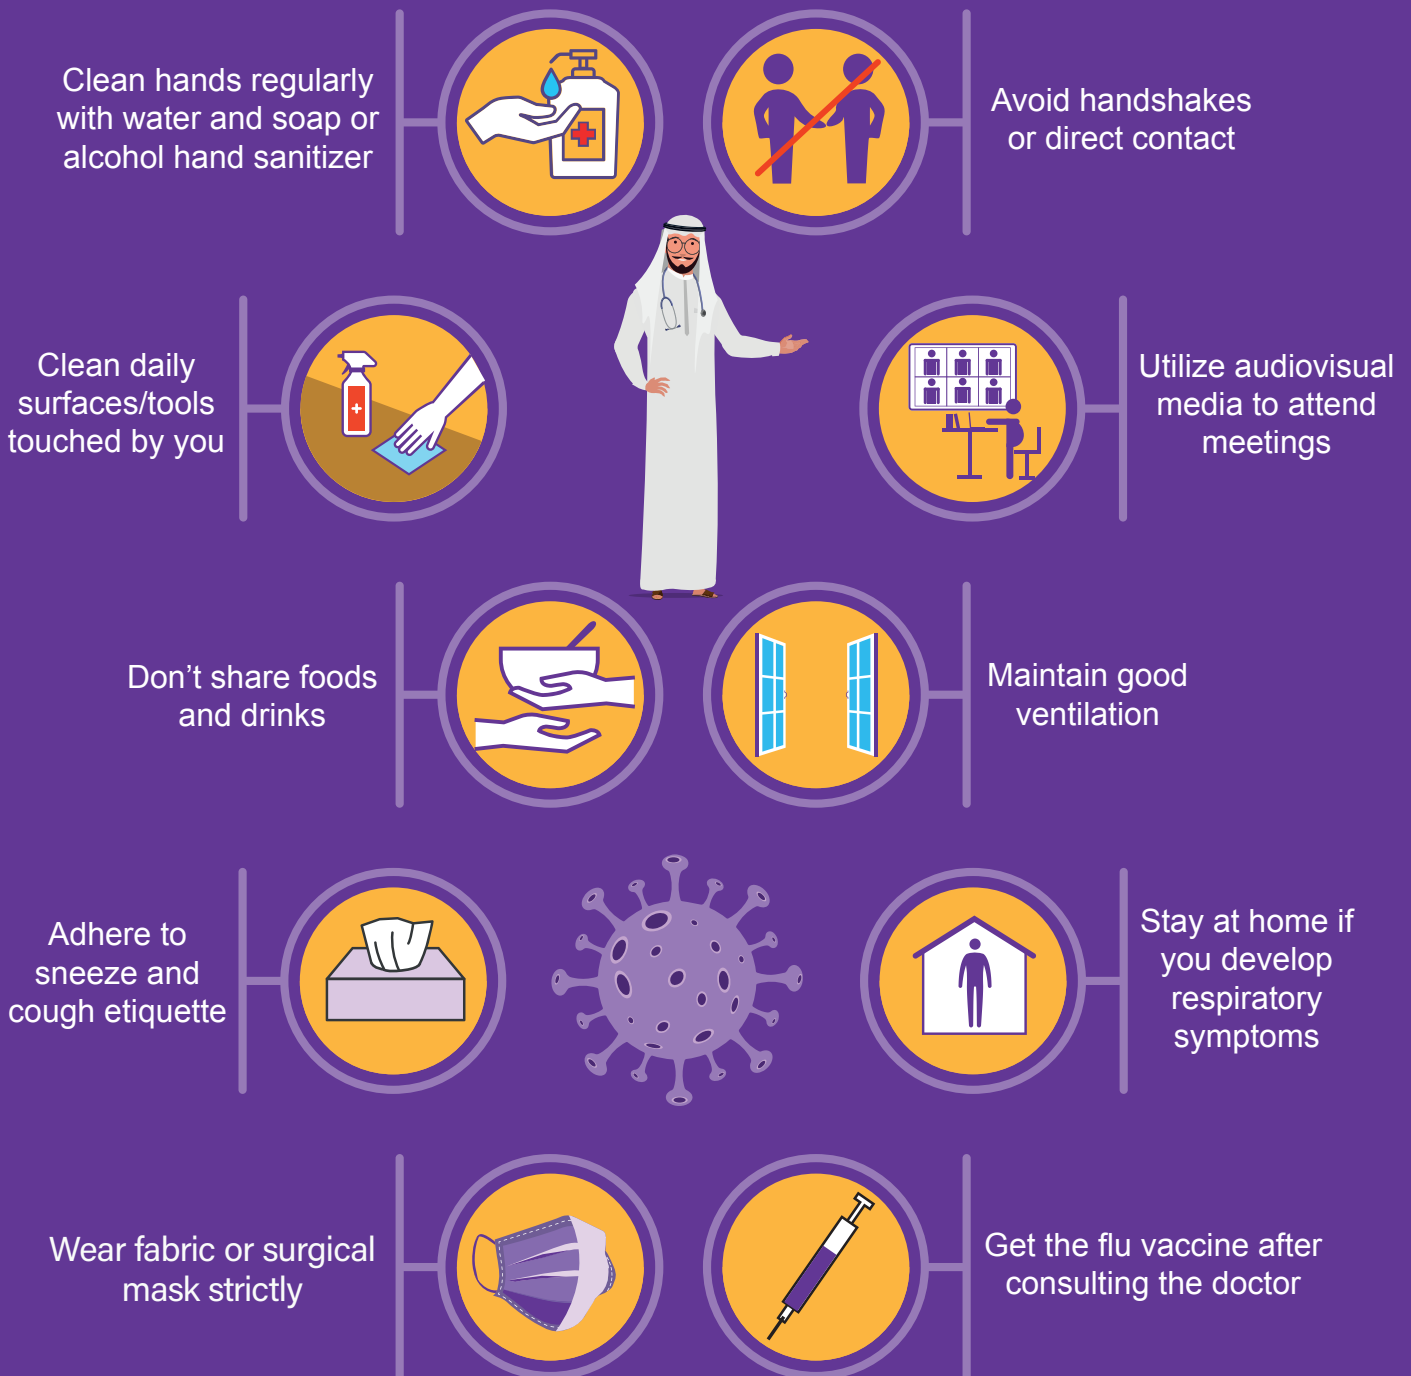 Clean hands regularly
with water and soap or
alcohol hand sanitizer
Avoid handshakes
or direct contact
Clean daily
surfaces/tools
touched by you
Utilize audiovisual
media to attend
meetings
Don’t share foods
and drinks
Maintain good
ventilation
Adhere to
sneeze and
cough etiquette
Stay at home if
you develop
respiratory
symptoms
Wear fabric or surgical
mask strictly
Get the flu vaccine after
consulting the doctor